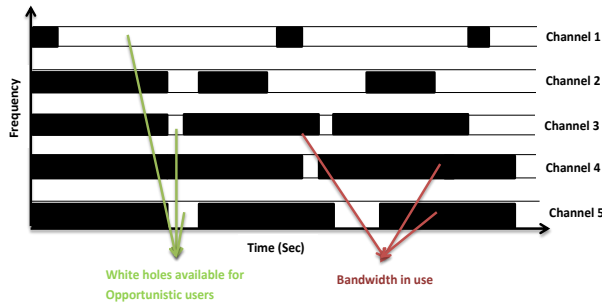 Channel 1
Channel 2
Channel 3
Channel 4
Channel 5
Frequency
Time (Sec)
White holes available for
Opportunistic users
Bandwidth in use